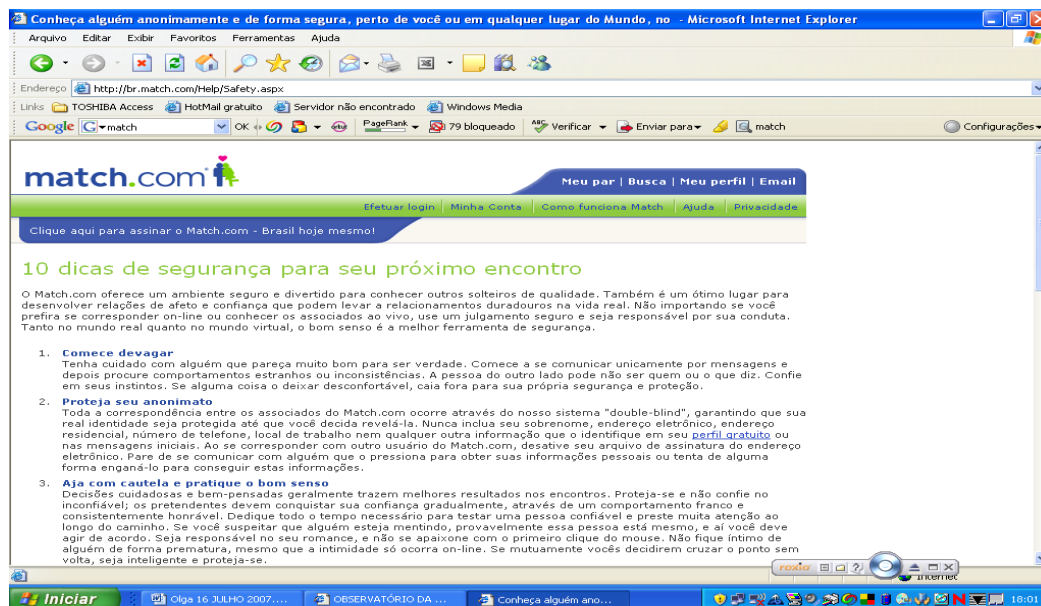 Conheça alguém anonimamente e de forma segura, perto de você ou em qualquer lugar do Mundo, no - Microsoft Internet Explorer
Arquivo Editar Exibir Favoritos Ferramentas Ajuda
Endereço http://br.match.com/Help/Safety.aspx
Links TOSHIBA Access HotMail gratuito Servidor não encontrado Windows Media
Google match OK PageRank 79 bloqueado Verificar Enviar para match Configurações
match.com
Meu par | Busca | Meu perfil | Email
Efetuar login Minha Conta Como funciona Match Ajuda Privacidade
Clique aqui para assinar o Match.com - Brasil hoje mesmo!
10 dicas de segurança para seu próximo encontro
O Match.com oferece um ambiente seguro e divertido para conhecer outros solteiros de qualidade. Também é um ótimo lugar para
desenvolver relações de afeto e confiança que podem levar a relacionamentos duradouros na vida real. Não importando se você
prefira se corresponder on-line ou conhecer os associados ao vivo, use um julgamento seguro e seja responsável por sua conduta.
Tanto no mundo real quanto no mundo virtual, o bom senso é a melhor ferramenta de segurança.
1. Comece devagar
Tenha cuidado com alguém que pareça muito bom para ser verdade. Comece a se comunicar unicamente por mensagens e
depois procure comportamentos estranhos ou inconsistências. A pessoa do outro lado pode não ser quem ou o que diz. Confie
em seus instintos. Se alguma coisa o deixar desconfortável, caia fora para sua própria segurança e proteção.
2. Proteja seu anonimato
Toda a correspondência entre os associados do Match.com ocorre através do nosso sistema "double-blind", garantindo que sua
real identidade seja protegida até que você decida revelá-la. Nunca inclua seu sobrenome, endereço eletrônico, endereço
residencial, número de telefone, local de trabalho nem qualquer outra informação que o identifique em seu perfil gratuito ou
nas mensagens iniciais. Ao se corresponder com outro usuário do Match.com, desative seu arquivo de assinatura do endereço
eletrônico. Pare de se comunicar com alguém que o pressiona para obter suas informações pessoais ou tenta de alguma
forma enganá-lo para conseguir estas informações.
3. Aja com cautela e pratique o bom senso
Decisões cuidadosas e bem-pensadas geralmente trazem melhores resultados nos encontros. Proteja-se e não confie no
inconfiável; os pretendentes devem conquistar sua confiança gradualmente, através de um comportamento franco e
consistentemente honrável. Dedique todo o tempo necessário para testar uma pessoa confiável e preste muita atenção ao
longo do caminho. Se você suspeitar que alguém esteja mentindo, provavelmente essa pessoa está mesmo, e aí você deve
agir de acordo. Seja responsável no seu romance, e não se apaixone com o primeiro clique do mouse. Não fique íntimo de
alguém de forma prematura, mesmo que a intimidade só ocorra on-line. Se mutuamente vocês decidirem cruzar o ponto sem
volta, seja inteligente e proteja-se.
roxio
Internet
Iniciar Olga 16 JULHO 2007.... OBSERVATÓRIO DA ... Conheça alguém ano... 18:01